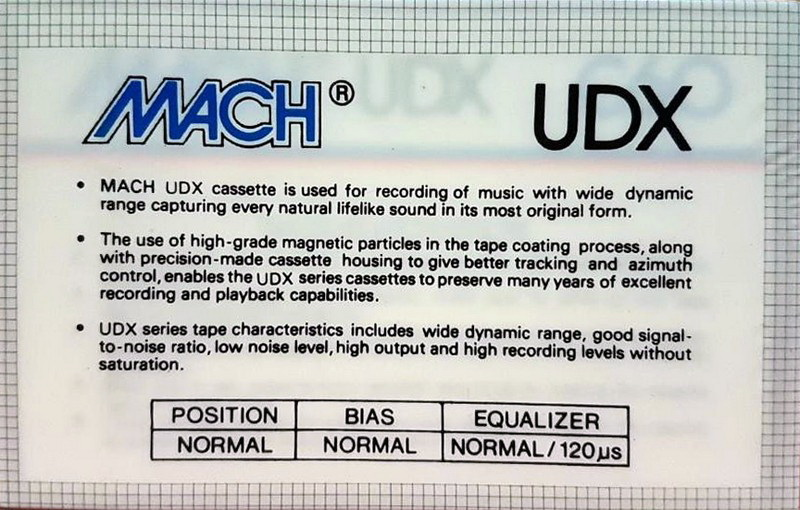 MACH® UDX
• MACH UDX cassette is used for recording of music with wide dynamic
range capturing every natural lifelike sound in its most original form.
• The use of high-grade magnetic particles in the tape coating process, along
with precision-made cassette housing to give better tracking and azimuth
control, enables the UDX series cassettes to preserve many years of excellent
recording and playback capabilities.
• UDX series tape characteristics includes wide dynamic range, good signal-
to-noise ratio, low noise level, high output and high recording levels without
saturation.
POSITION BIAS EQUALIZER
NORMAL NORMAL NORMAL/120µs